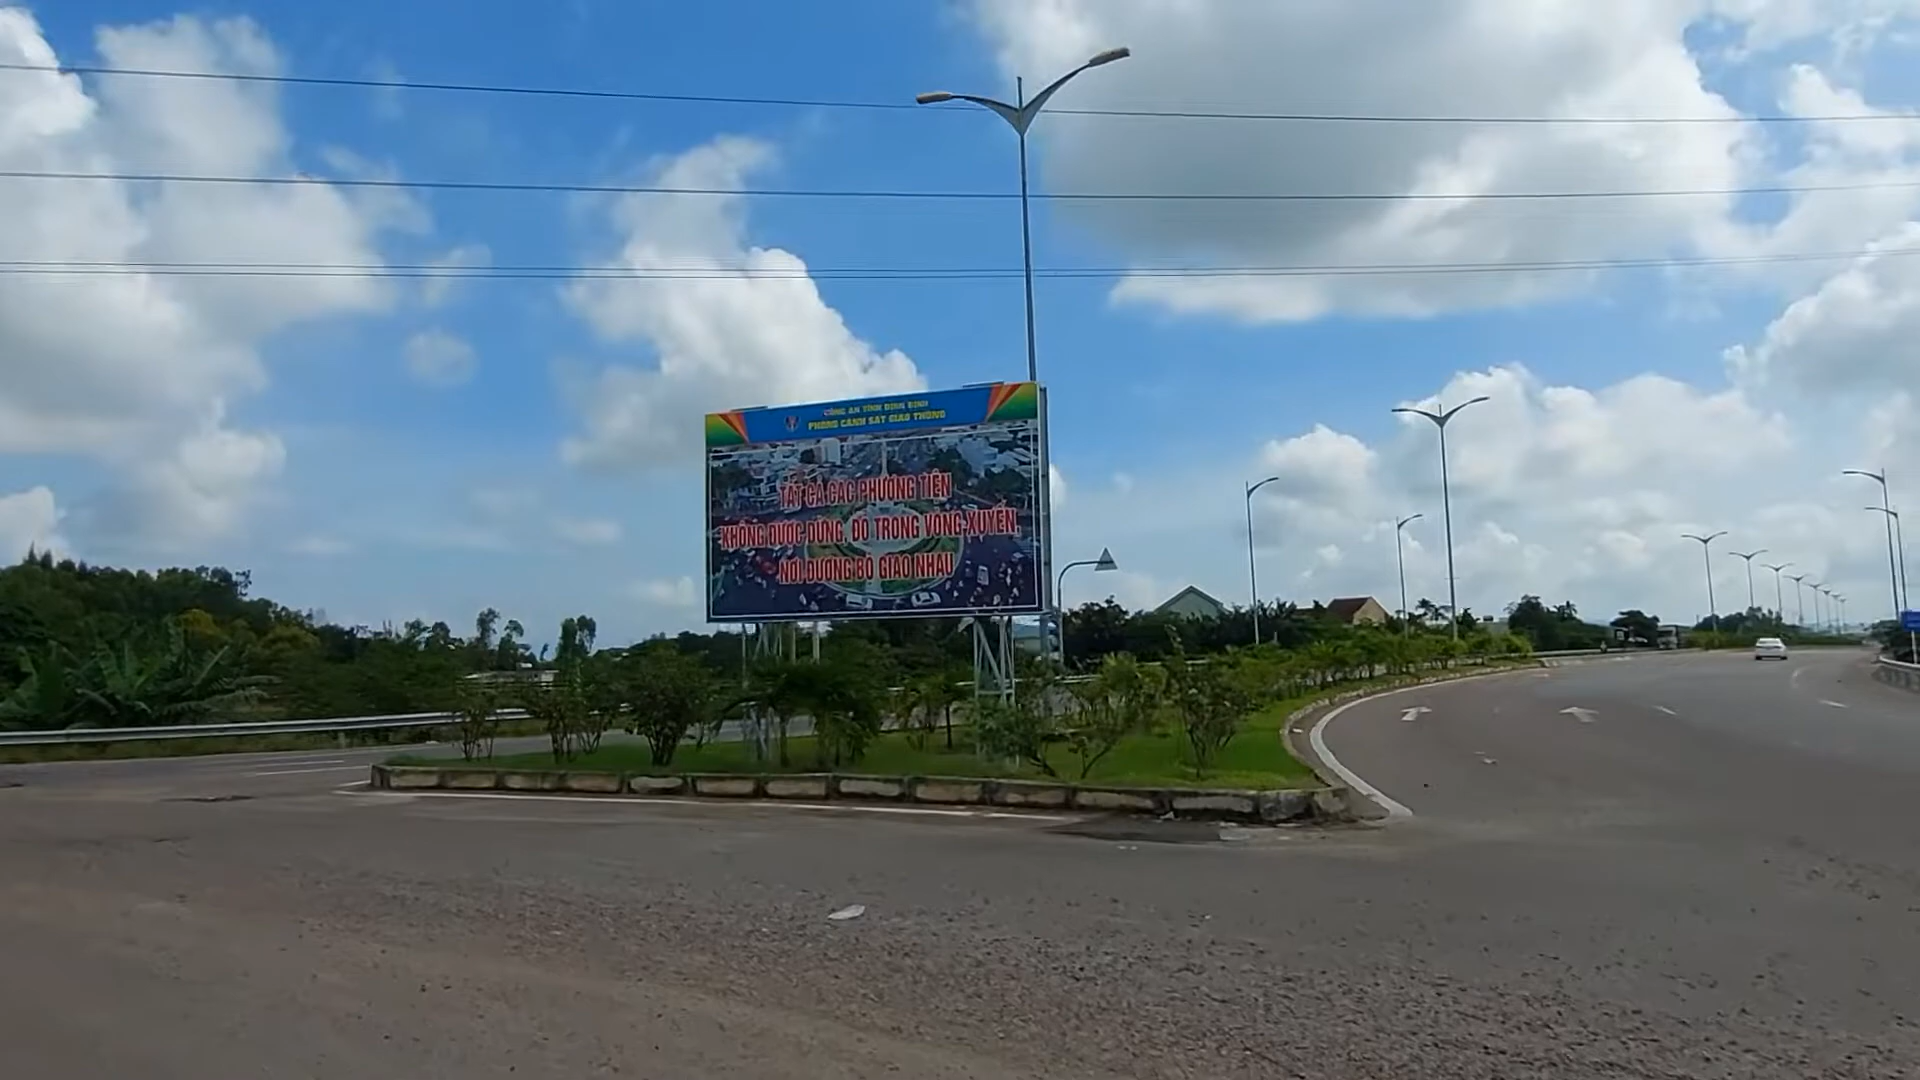 CÔNG AN TỈNH BÌNH ĐỊNH
PHÒNG CẢNH SÁT GIAO THÔNG
TẤT CẢ CÁC PHƯƠNG TIỆN
KHÔNG ĐƯỢC DỪNG, ĐỖ TRONG VÒNG XUYẾN,
NƠI ĐƯỜNG BỘ GIAO NHAU